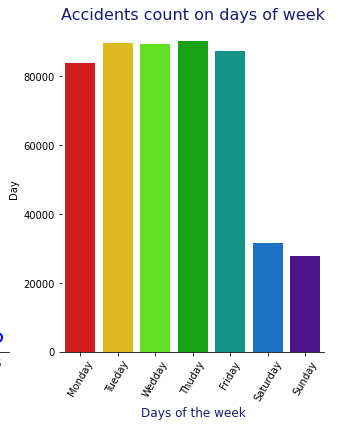 Accidents count on days of week
80000
60000
40000
20000
0
Day
Monday
Tueday
Wedday
Thuday
Friday
Saturday
Sunday
Days of the week